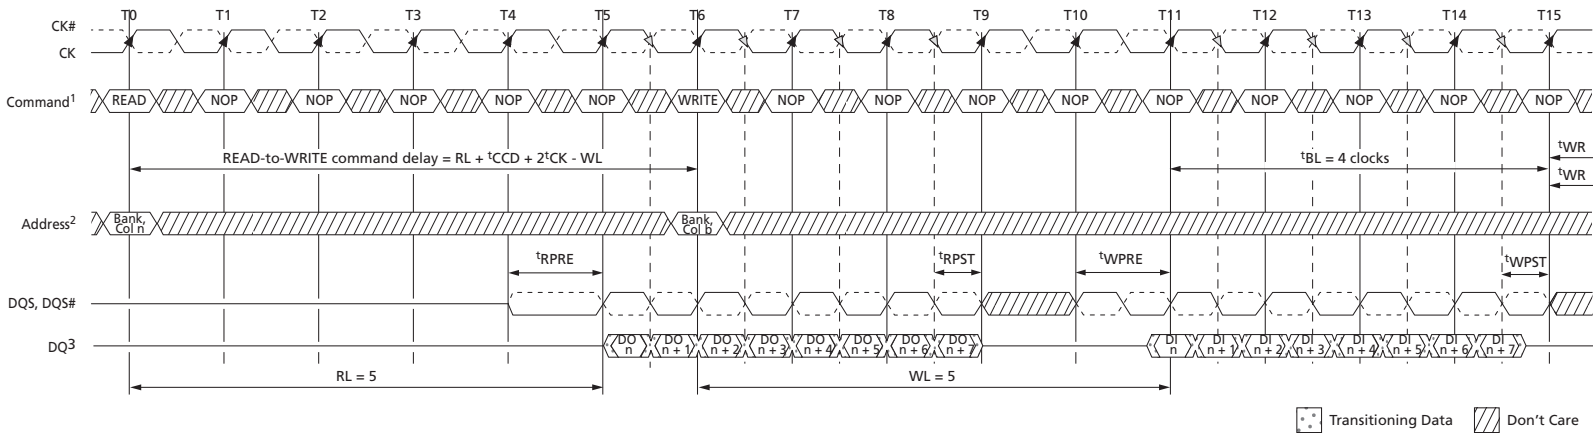 T0 T1 T2 T3 T4 T5 T6 T7 T8 T9 T10 T11 T12 T13 T14 T15
CK#
CK
Command¹ READ NOP NOP NOP NOP NOP WRITE NOP NOP NOP NOP NOP NOP NOP NOP NOP
READ-to-WRITE command delay = RL + ᵗCCD + 2ᵗCK - WL
ᵗBL = 4 clocks
ᵗWR
ᵗWR
Address² Bank, Col n Bank, Col b
ᵗRPRE ᵗRPST ᵗWPRE ᵗWPST
DQS, DQS#
DQ³ DO n DO n + 1 DO n + 2 DO n + 3 DO n + 4 DO n + 5 DO n + 6 DO n + 7 DI n DI n + 1 DI n + 2 DI n + 3 DI n + 4 DI n + 5 DI n + 6 DI n + 7
RL = 5 WL = 5
Transitioning Data Don't Care